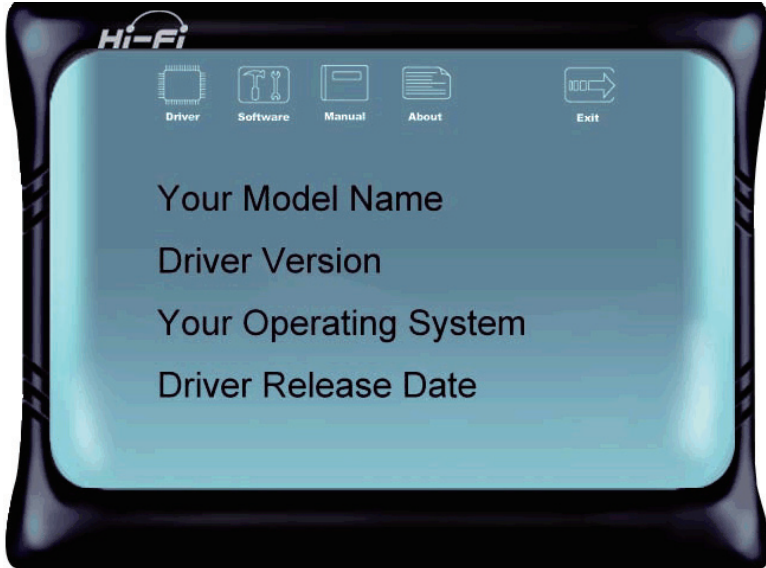 Hi-Fi
Driver Software Manual About Exit
Your Model Name
Driver Version
Your Operating System
Driver Release Date